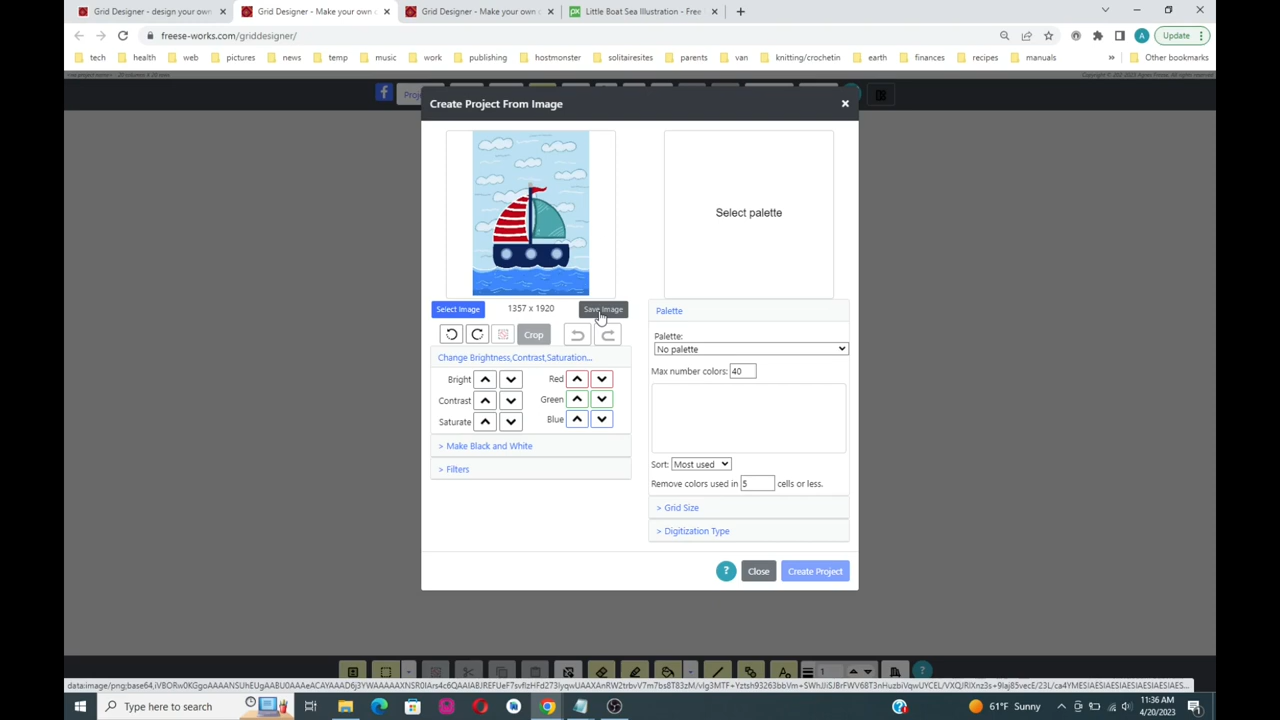 Grid Designer - design your own
Grid Designer - Make your own
Grid Designer - Make your own
Little Boat Sea Illustration - Free
freese-works.com/griddesigner/
Update
tech
health
web
pictures
news
temp
music
work
publishing
hostmonster
solitairesites
parents
van
knitting/crochetin
earth
finances
recipes
manuals
Other bookmarks
Create Project From Image
Select palette
Select Image
1357 x 1920
Save Image
Crop
Change Brightness,Contrast,Saturation...
Bright
Contrast
Saturate
Red
Green
Blue
> Make Black and White
> Filters
Palette
Palette:
No palette
Max number colors: 40
Sort: Most used
Remove colors used in 5 cells or less.
> Grid Size
> Digitization Type
? Close Create Project
1
Type here to search
61°F Sunny
11:36 AM
4/20/2023